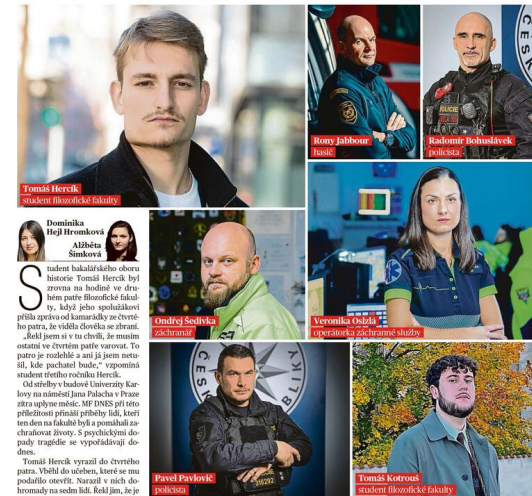 Tomáš Hercík
student filozofické fakulty
Rony Jabbour
hasič
Radomír Bohuslávek
policista
POLICIE
Dominika
Hejl Hromková
Alžběta
Šimková
Ondřej Šedivka
záchranář
Veronika Oslzlá
operátorka záchranné služby
Student bakalářského oboru
historie Tomáš Hercík byl
zrovna na hodině ve dru-
hém patře filozofické fakul-
ty, když jeho spolužákovi
přišla zpráva od kamarádky ze čtvrté-
ho patra, že viděla člověka se zbraní.
„Řekl jsem si v tu chvíli, že musím
ostatní ve čtvrtém patře varovat. To
patro je rozlehlé a ani já jsem netu-
šil, kde pachatel bude,“ vzpomíná
student třetího ročníku Hercík.
Od střelby v budově Univerzity Kar-
lovy na náměstí Jana Palacha v Praze
zítra uplyne měsíc. MF DNES při této
příležitosti přináší příběhy lidí, kteří
ten den na fakultě byli a pomáhali za-
chraňovat životy. S psychickými do-
pady tragédie se vypořádávají do-
dnes.
Tomáš Hercík vyrazil do čtvrtého
patra. Vběhl do učeben, které se mu
podařilo otevřít. Narazil v nich do-
hromady na sedm lidí. Řekl jim, že je
Pavel Pavlovič
policista
Tomáš Kotrouš
student filozofické fakulty